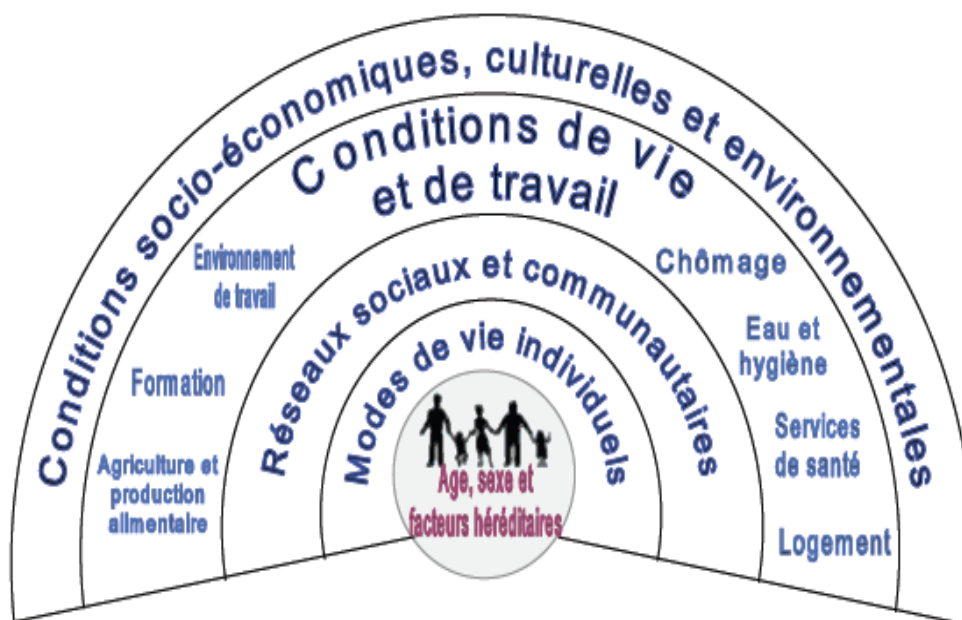 Conditions socio-économiques, culturelles et environnementales
Conditions de vie
et de travail
Environnement
de travail
Formation
Agriculture et
production
alimentaire
Chômage
Eau et
hygiène
Services
de santé
Logement
Réseaux sociaux et communautaires
Modes de vie individuels
Age, sexe et
facteurs héréditaires